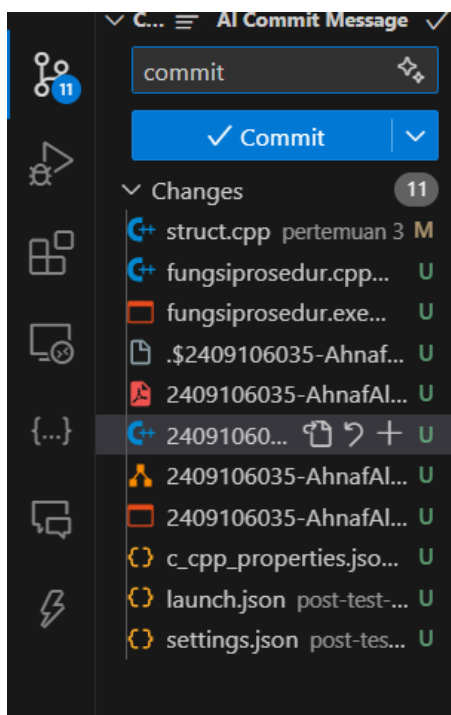 C... AI Commit Message
11
commit
Commit
Changes 11
struct.cpp pertemuan 3 M
fungsiprosedur.cpp... U
fungsiprosedur.exe... U
.$2409106035-Ahnaf... U
2409106035-AhnafAl... U
24091060... U
2409106035-AhnafAl... U
2409106035-AhnafAl... U
c_cpp_properties.jso... U
launch.json post-test-... U
settings.json post-tes... U